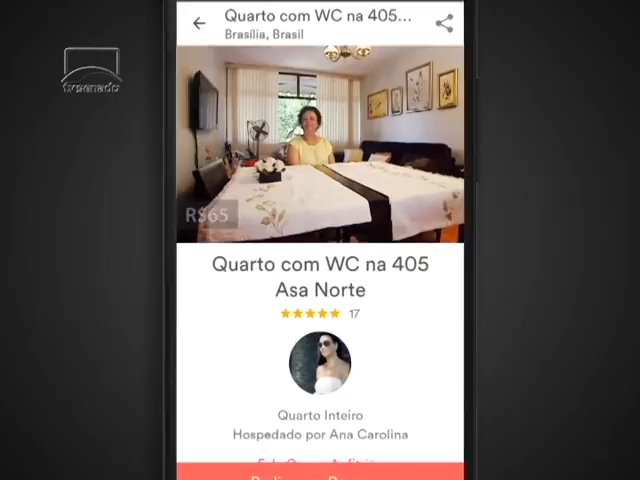 Quarto com WC na 405...
Brasília, Brasil
tvsenado
R$65
Quarto com WC na 405
Asa Norte
17
Quarto Inteiro
Hospedado por Ana Carolina